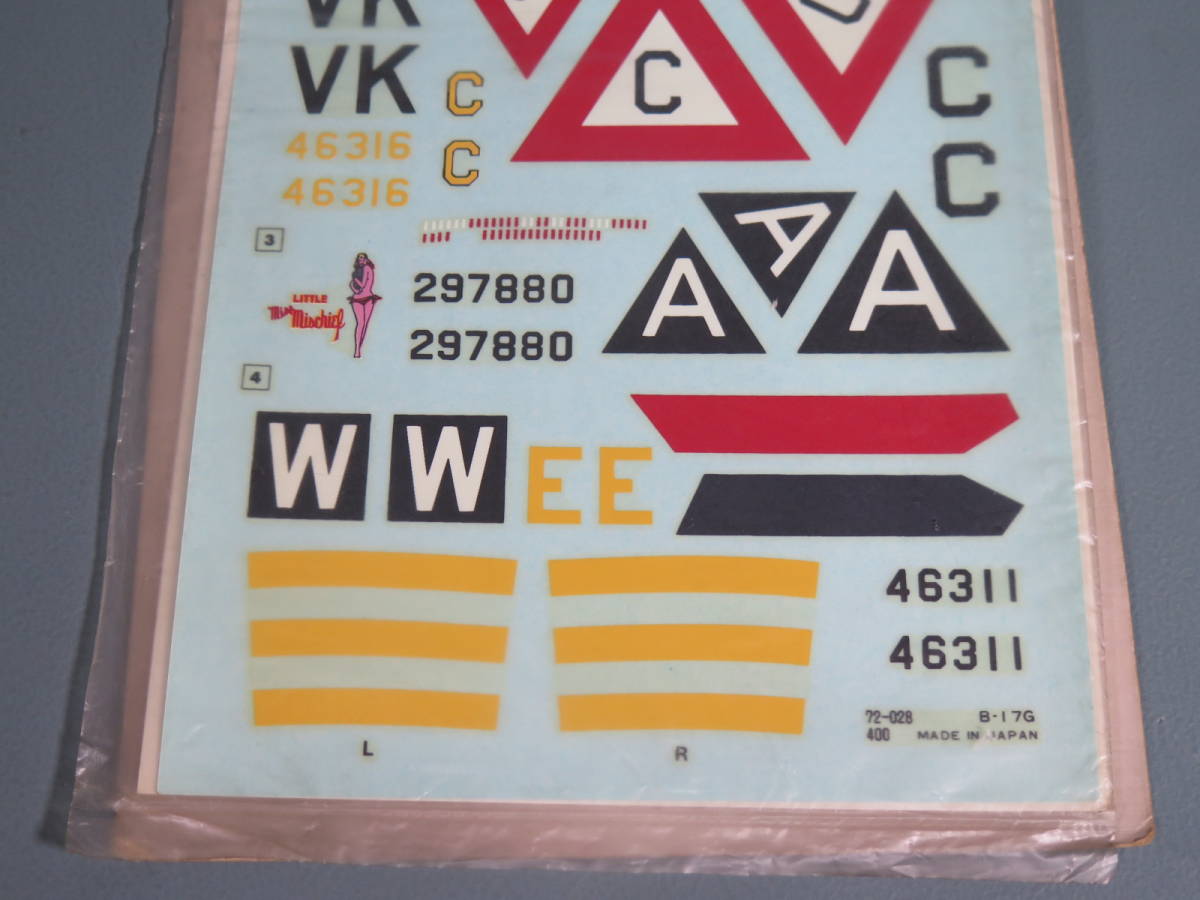 VK
VK
C
C
C
C
C
46316
46316
3
LITTLE
Miss Mischief
297880
297880
A
A
A
4
W W E E
46311
46311
L
R
72-028 B-17G
400 MADE IN JAPAN